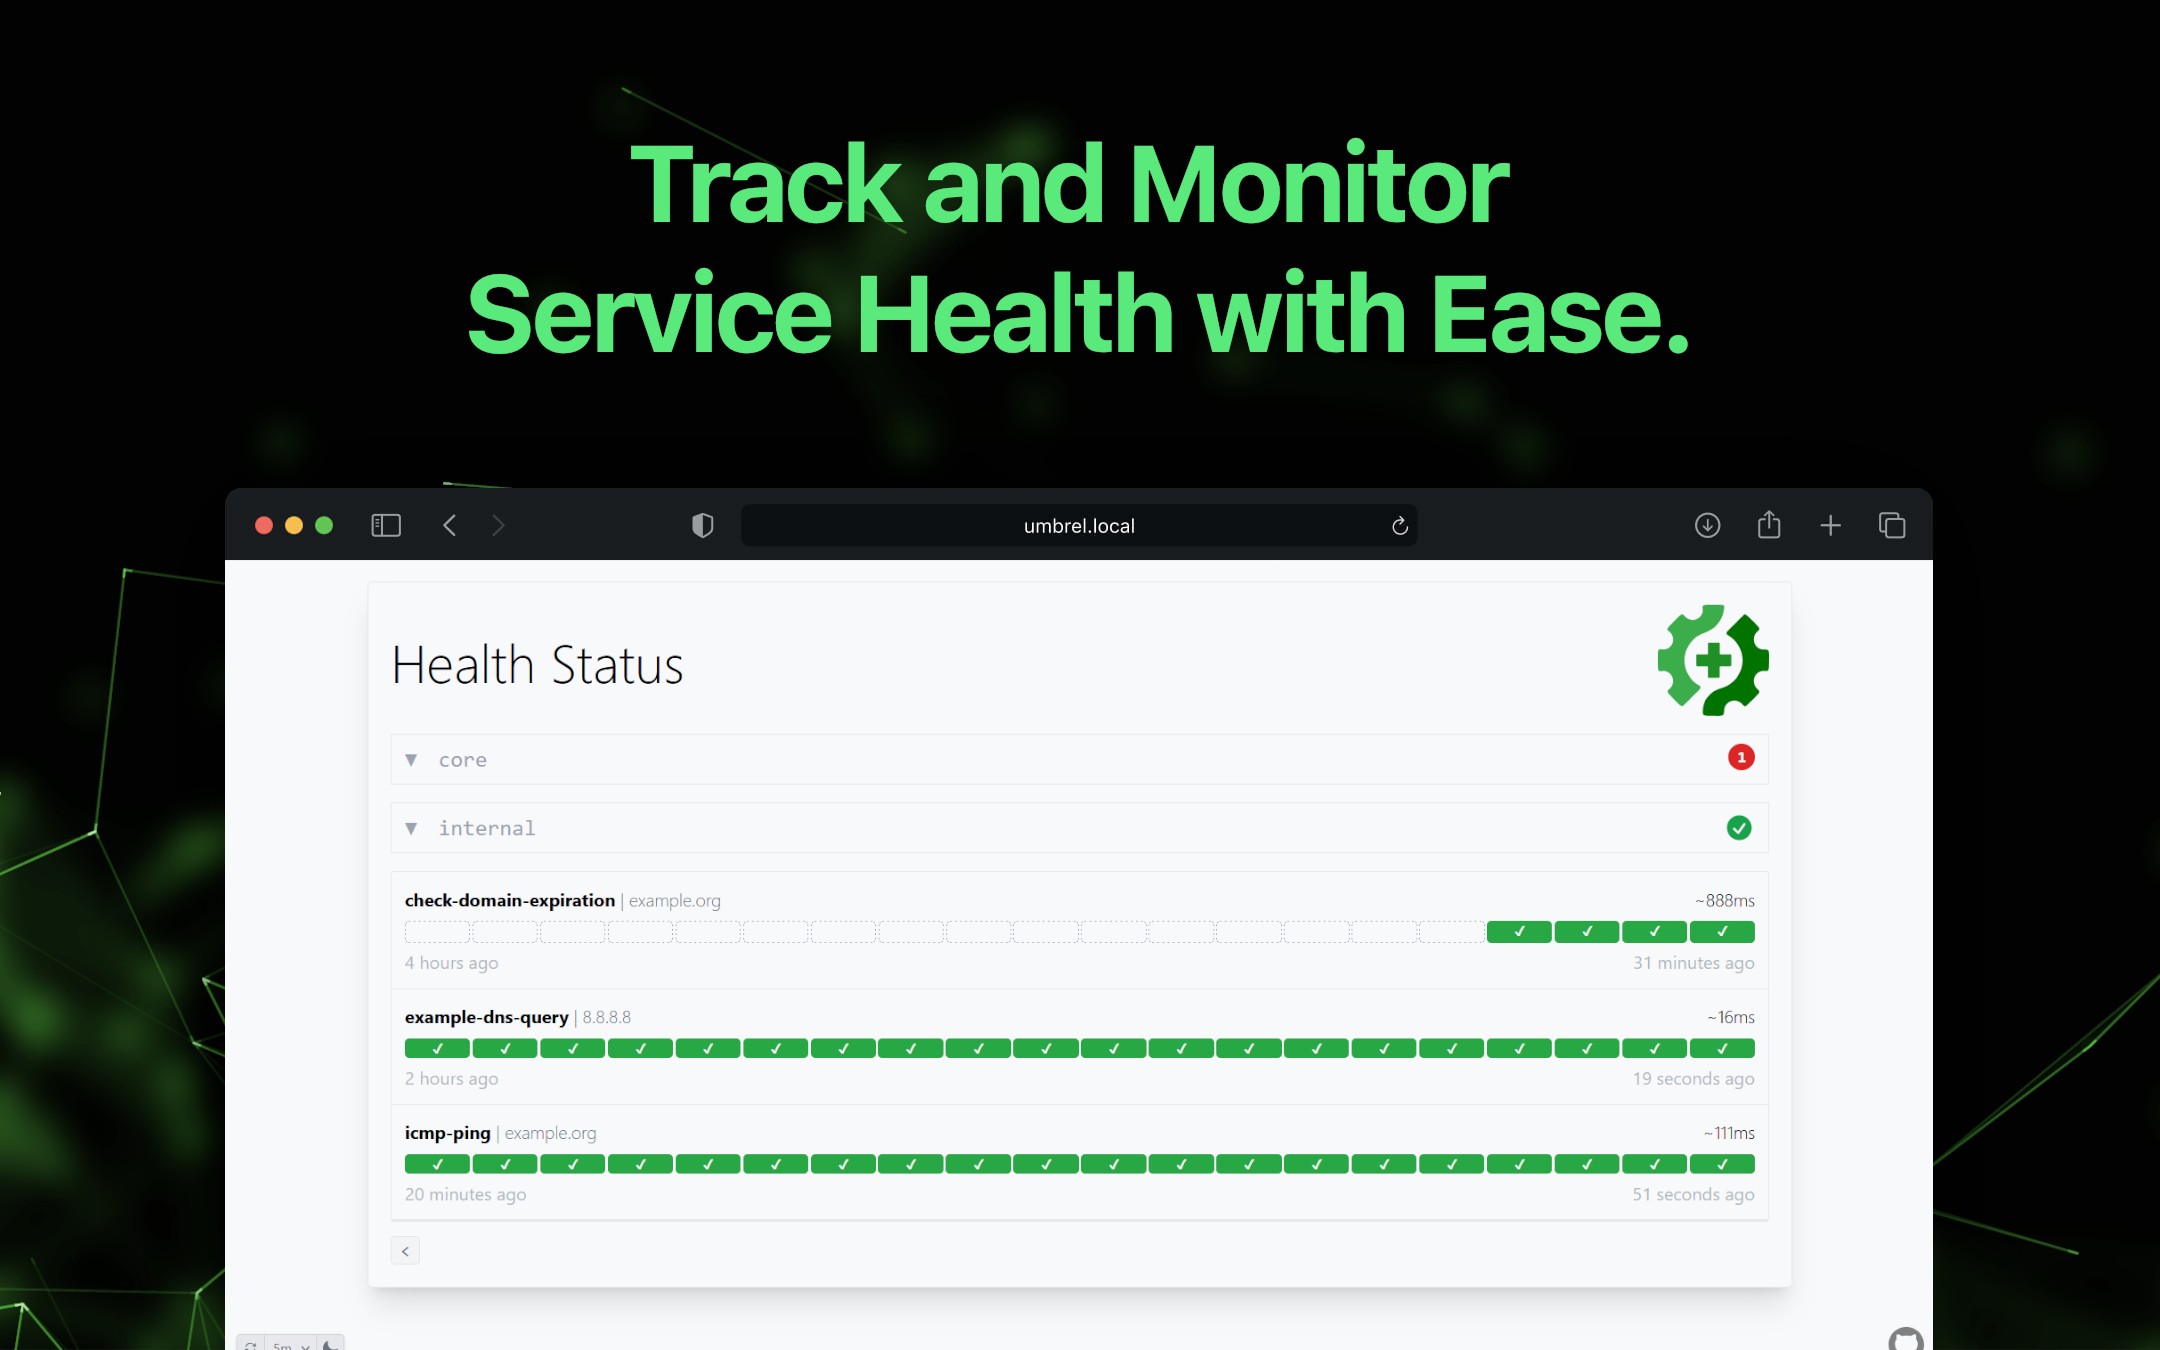 Track and Monitor
Service Health with Ease.
umbrel.local
Health Status
▼ core 1
▼ internal
check-domain-expiration | example.org ~888ms
4 hours ago 31 minutes ago
example-dns-query | 8.8.8.8 ~16ms
2 hours ago 19 seconds ago
icmp-ping | example.org ~111ms
20 minutes ago 51 seconds ago
<
5m